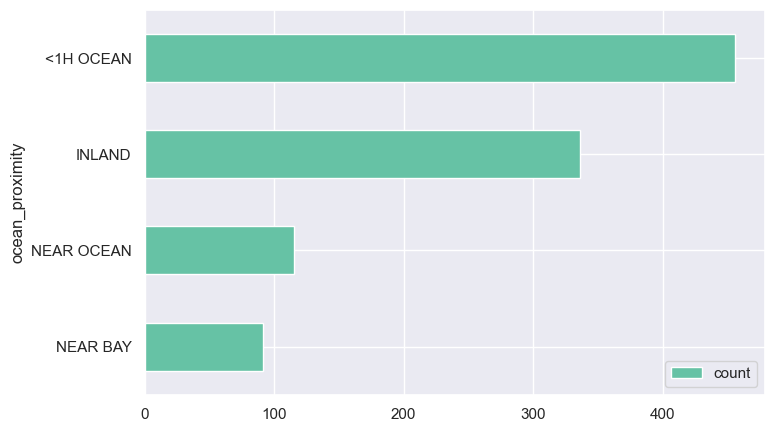 <1H OCEAN
INLAND
NEAR OCEAN
NEAR BAY
ocean_proximity
0 100 200 300 400
count